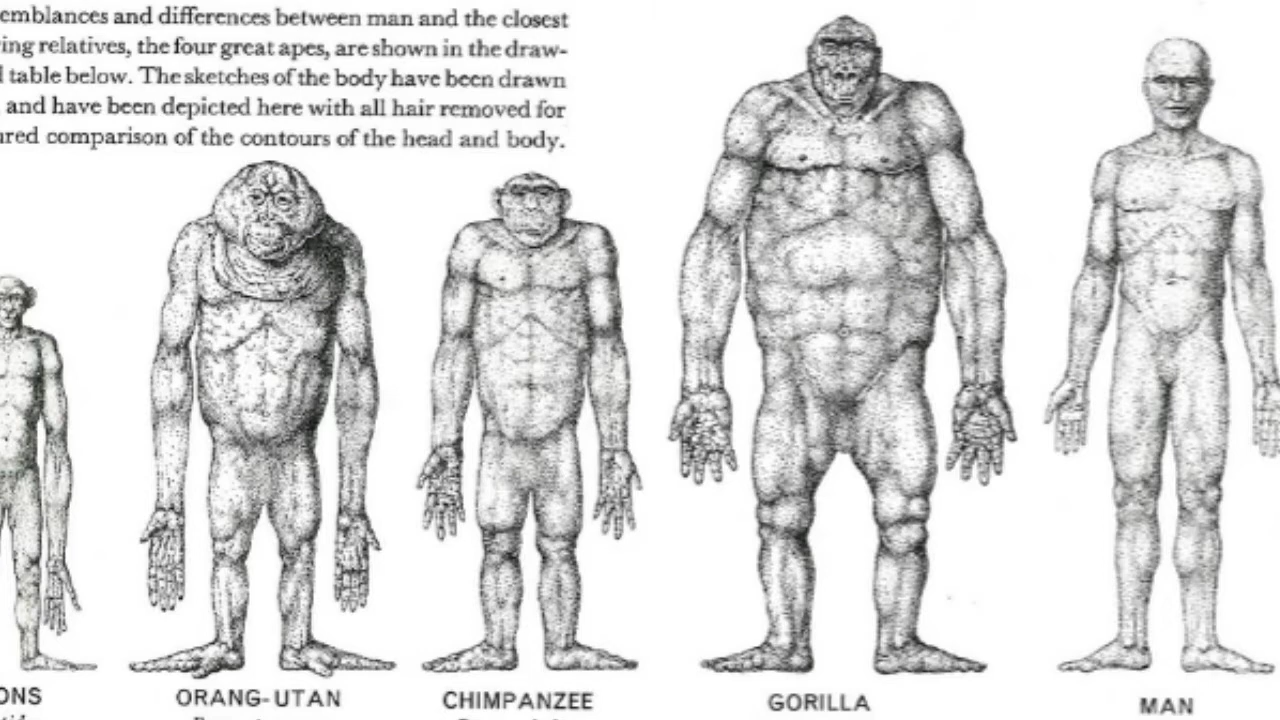 emblances and differences between man and the closest
ing relatives, the four great apes, are shown in the draw-
table below. The sketches of the body have been drawn
and have been depicted here with all hair removed for
ured comparison of the contours of the head and body.
ONS
ORANG-UTAN
CHIMPANZEE
GORILLA
MAN